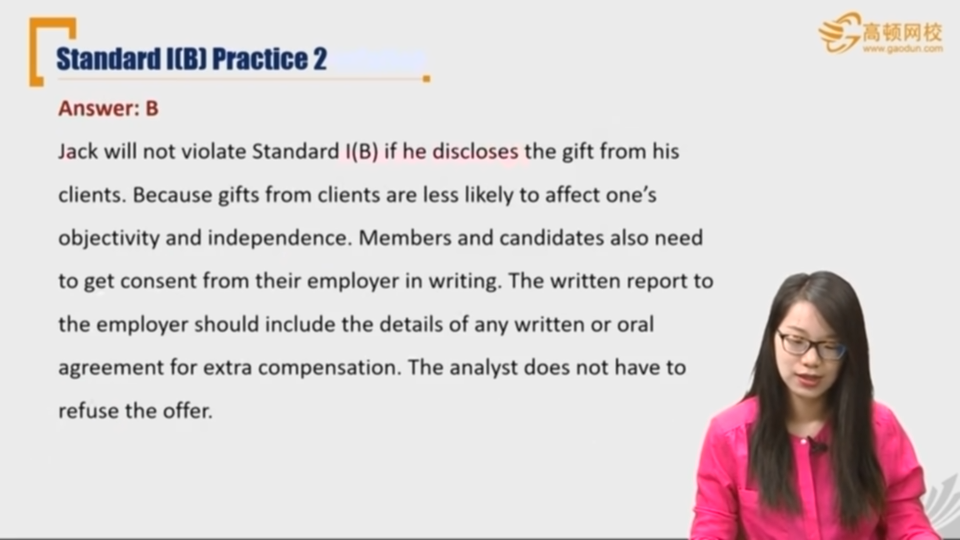 高顿网校
www.gaodun.com
Standard I(B) Practice 2
Answer: B
Jack will not violate Standard I(B) if he discloses the gift from his
clients. Because gifts from clients are less likely to affect one’s
objectivity and independence. Members and candidates also need
to get consent from their employer in writing. The written report to
the employer should include the details of any written or oral
agreement for extra compensation. The analyst does not have to
refuse the offer.